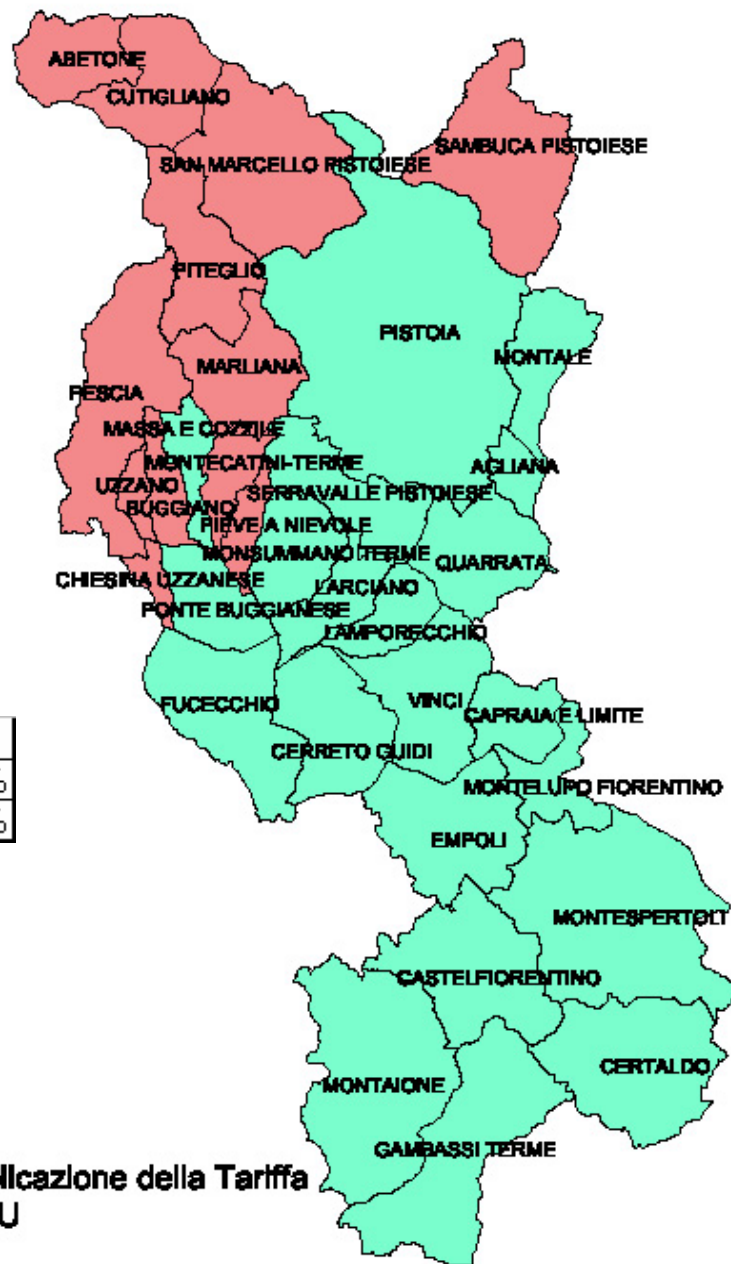 ABETONE
CUTIGLIANO
SAMBUCA PISTOIESE
SAN MARCELLO PISTOIESE
PITEGLIO
PISTOIA
MONTALE
MARLIANA
PESCIA
MASSA E COZZILE
MONTECATINI-TERME
AGLIANA
UZZANO
SERRAVALLE PISTOIESE
BUGGIANO
PIEVE A NIEVOLE
MONSUMMANO TERME
QUARRATA
CHIESINA UZZANESE
LARCIANO
PONTE BUGGIANESE
LAMPORECCHIO
FUCECCHIO
VINCI
CAPRAIA E LIMITE
CERRETO GUIDI
MONTELUPO FIORENTINO
EMPOLI
MONTESPERTOLI
CASTELFIORENTINO
CERTALDO
MONTAIONE
GAMBASSI TERME
licazione della Tariffa
U